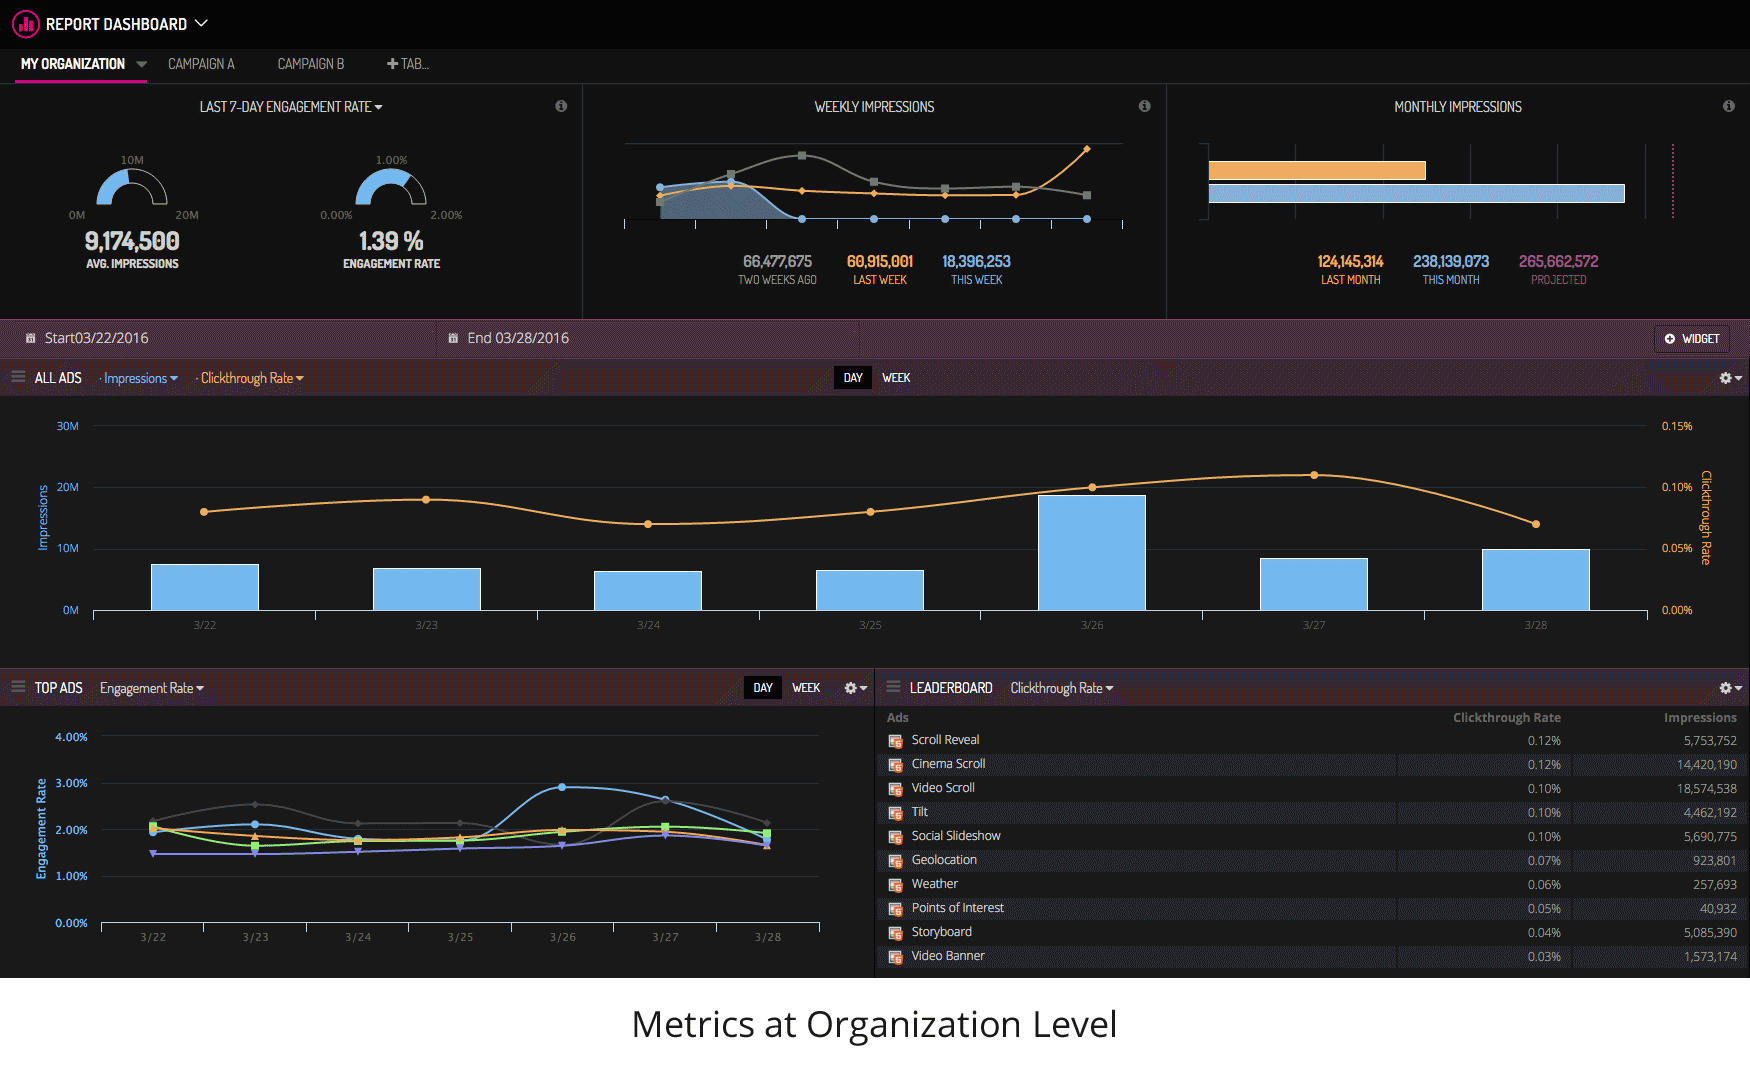 REPORT DASHBOARD
MY ORGANIZATION CAMPAIGN A CAMPAIGN B + TAB...
LAST 7-DAY ENGAGEMENT RATE
10M
0M 20M
9,174,500
AVG. IMPRESSIONS
1.00%
0.00% 2.00%
1.39 %
ENGAGEMENT RATE
WEEKLY IMPRESSIONS
66,477,675 60,915,001 18,396,253
TWO WEEKS AGO LAST WEEK THIS WEEK
MONTHLY IMPRESSIONS
124,145,314 238,139,073 265,662,572
LAST MONTH THIS MONTH PROJECTED
Start03/22/2016 End 03/28/2016 WIDGET
ALL ADS · Impressions · Clickthrough Rate DAY WEEK
30M 0.15%
20M 0.10%
10M 0.05%
0M 0.00%
Impressions
Clickthrough Rate
3/22 3/23 3/24 3/25 3/26 3/27 3/28
TOP ADS Engagement Rate DAY WEEK
4.00%
3.00%
2.00%
1.00%
0.00%
Engagement Rate
3/22 3/23 3/24 3/25 3/26 3/27 3/28
LEADERBOARD Clickthrough Rate
Ads Clickthrough Rate Impressions
Scroll Reveal 0.12% 5,753,752
Cinema Scroll 0.12% 14,420,190
Video Scroll 0.10% 18,574,538
Tilt 0.10% 4,462,192
Social Slideshow 0.10% 5,690,775
Geolocation 0.07% 923,801
Weather 0.06% 257,693
Points of Interest 0.05% 40,932
Storyboard 0.04% 5,085,390
Video Banner 0.03% 1,573,174
Metrics at Organization Level